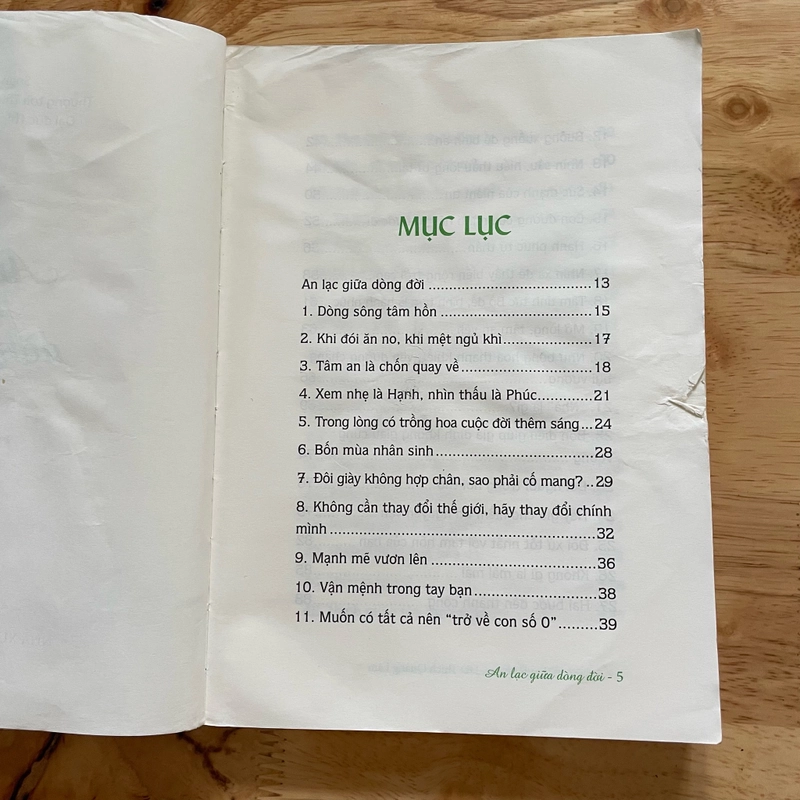 MỤC LỤC
An lạc giữa dòng đời ..............................13
1. Dòng sông tâm hồn .............................15
2. Khi đói ăn no, khi mệt ngủ khì................17
3. Tâm an là chốn quay về .........................18
4. Xem nhẹ là Hạnh, nhìn thấu là Phúc............21
5. Trong lòng có trồng hoa cuộc đời thêm sáng ....24
6. Bốn mùa nhân sinh..............................28
7. Đôi giày không hợp chân, sao phải cố mang? ..29
8. Không cần thay đổi thế giới, hãy thay đổi chính
mình ..................................................32
9. Mạnh mẽ vươn lên ...............................36
10. Vận mệnh trong tay bạn .......................38
11. Muốn có tất cả nên “trở về con số 0” .........39
An lạc giữa dòng đời - 5